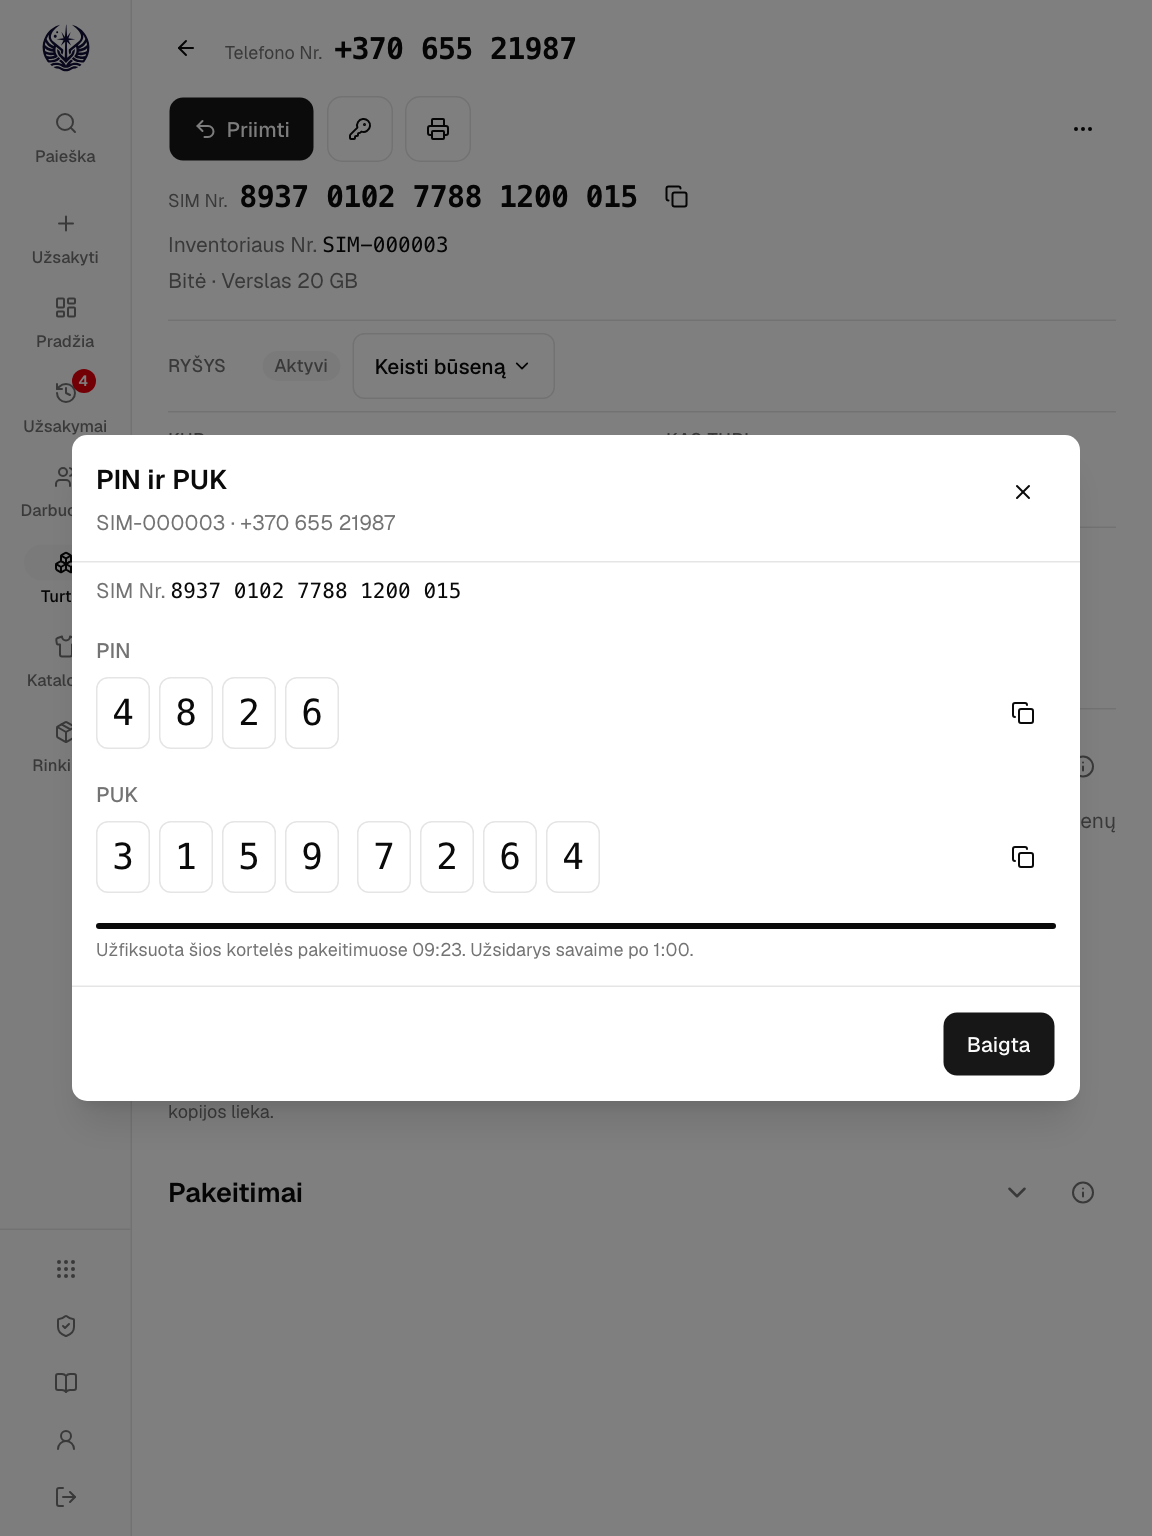 Telefono Nr. +370 655 21987
Paieška
Priimti
SIM Nr. 8937 0102 7788 1200 015
Užsakyti
Inventoriaus Nr. SIM-000003
Bitė · Verslas 20 GB
Pradžia
RYŠYS Aktyvi Keisti būseną
4
Užsakymai
PIN ir PUK
SIM-000003 · +370 655 21987
SIM Nr. 8937 0102 7788 1200 015
PIN
4 8 2 6
PUK
3 1 5 9 7 2 6 4
Užfiksuota šios kortelės pakeitimuose 09:23. Užsidarys savaime po 1:00.
Baigta
kopijos lieka.
Pakeitimai